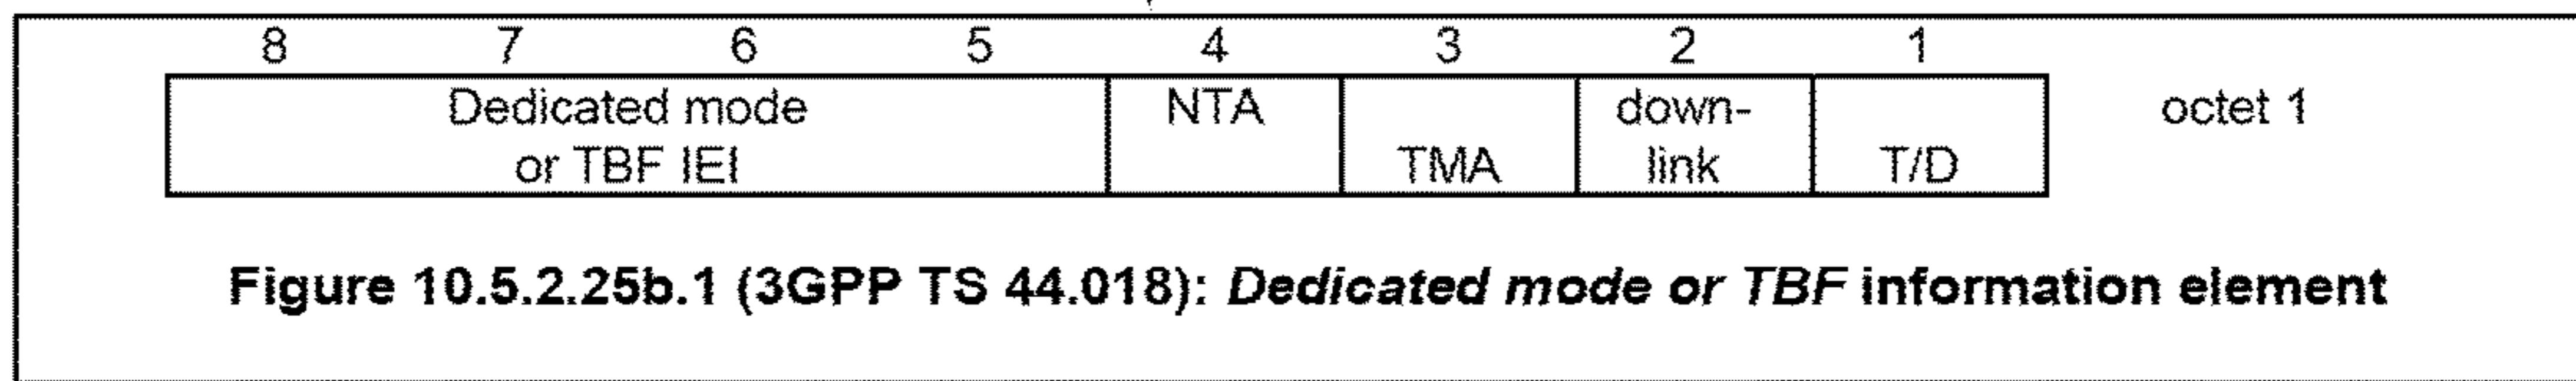 8 7 6 5 4 3 2 1
Dedicated mode NTA down- octet 1
or TBF IEI TMA link T/D
Figure 10.5.2.25b.1 (3GPP TS 44.018): Dedicated mode or TBF information element